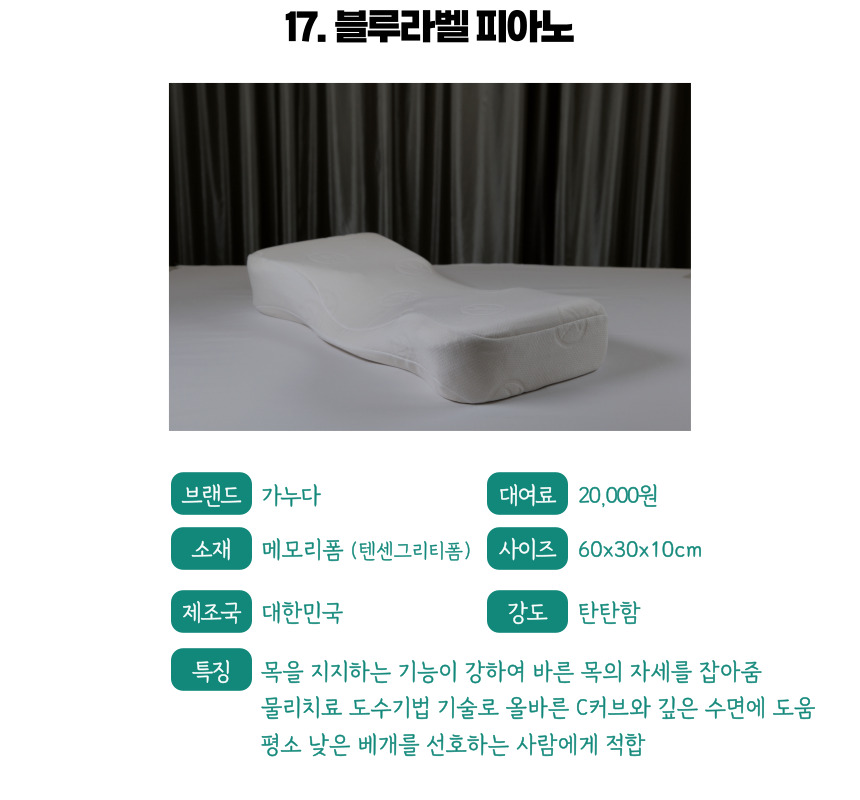 17. 블루라벨 피아노
브랜드 가누다
대여료 20,000원
소재 메모리폼 (텐센그리티폼)
사이즈 60x30x10cm
제조국 대한민국
강도 탄탄함
특징 목을 지지하는 기능이 강하여 바른 목의 자세를 잡아줌
물리치료 도수기법 기술로 올바른 C커브와 깊은 수면에 도움
평소 낮은 베개를 선호하는 사람에게 적합